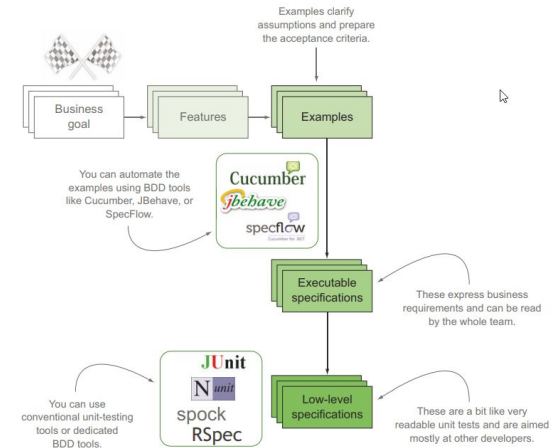 Examples clarify
assumptions and prepare
the acceptance criteria.
Business
goal
Features
Examples
You can automate the
examples using BDD tools
like Cucumber, JBehave, or
SpecFlow.
Cucumber
jbehave
specflow
Cucumber for .NET
Executable
specifications
These express business
requirements and can be read
by the whole team.
You can use
conventional unit-testing
tools or dedicated
BDD tools.
JUnit
N unit
spock
RSpec
Low-level
specifications
These are a bit like very
readable unit tests and are aimed
mostly at other developers.